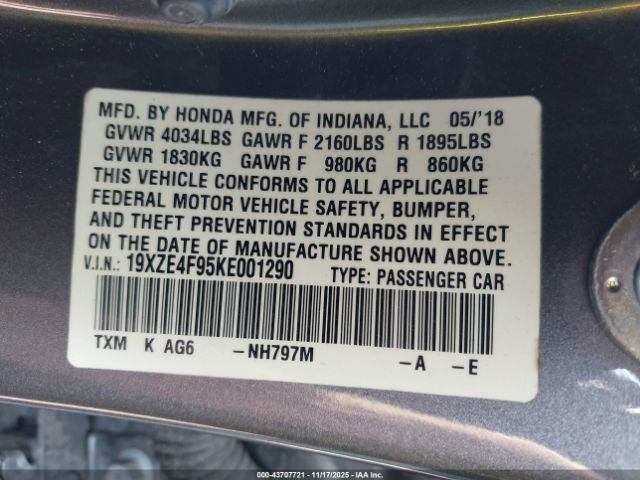 MFD. BY HONDA MFG. OF INDIANA, LLC 05/'18
GVWR 4034LBS GAWR F 2160LBS R 1895LBS
GVWR 1830KG GAWR F 980KG R 860KG
THIS VEHICLE CONFORMS TO ALL APPLICABLE
FEDERAL MOTOR VEHICLE SAFETY, BUMPER,
AND THEFT PREVENTION STANDARDS IN EFFECT
ON THE DATE OF MANUFACTURE SHOWN ABOVE.
V.I.N.: 19XZE4F95KE001290 TYPE: PASSENGER CAR
TXM K AG6 -NH797M -A -E
000-43707721 - 11/17/2025 - IAAI.COM